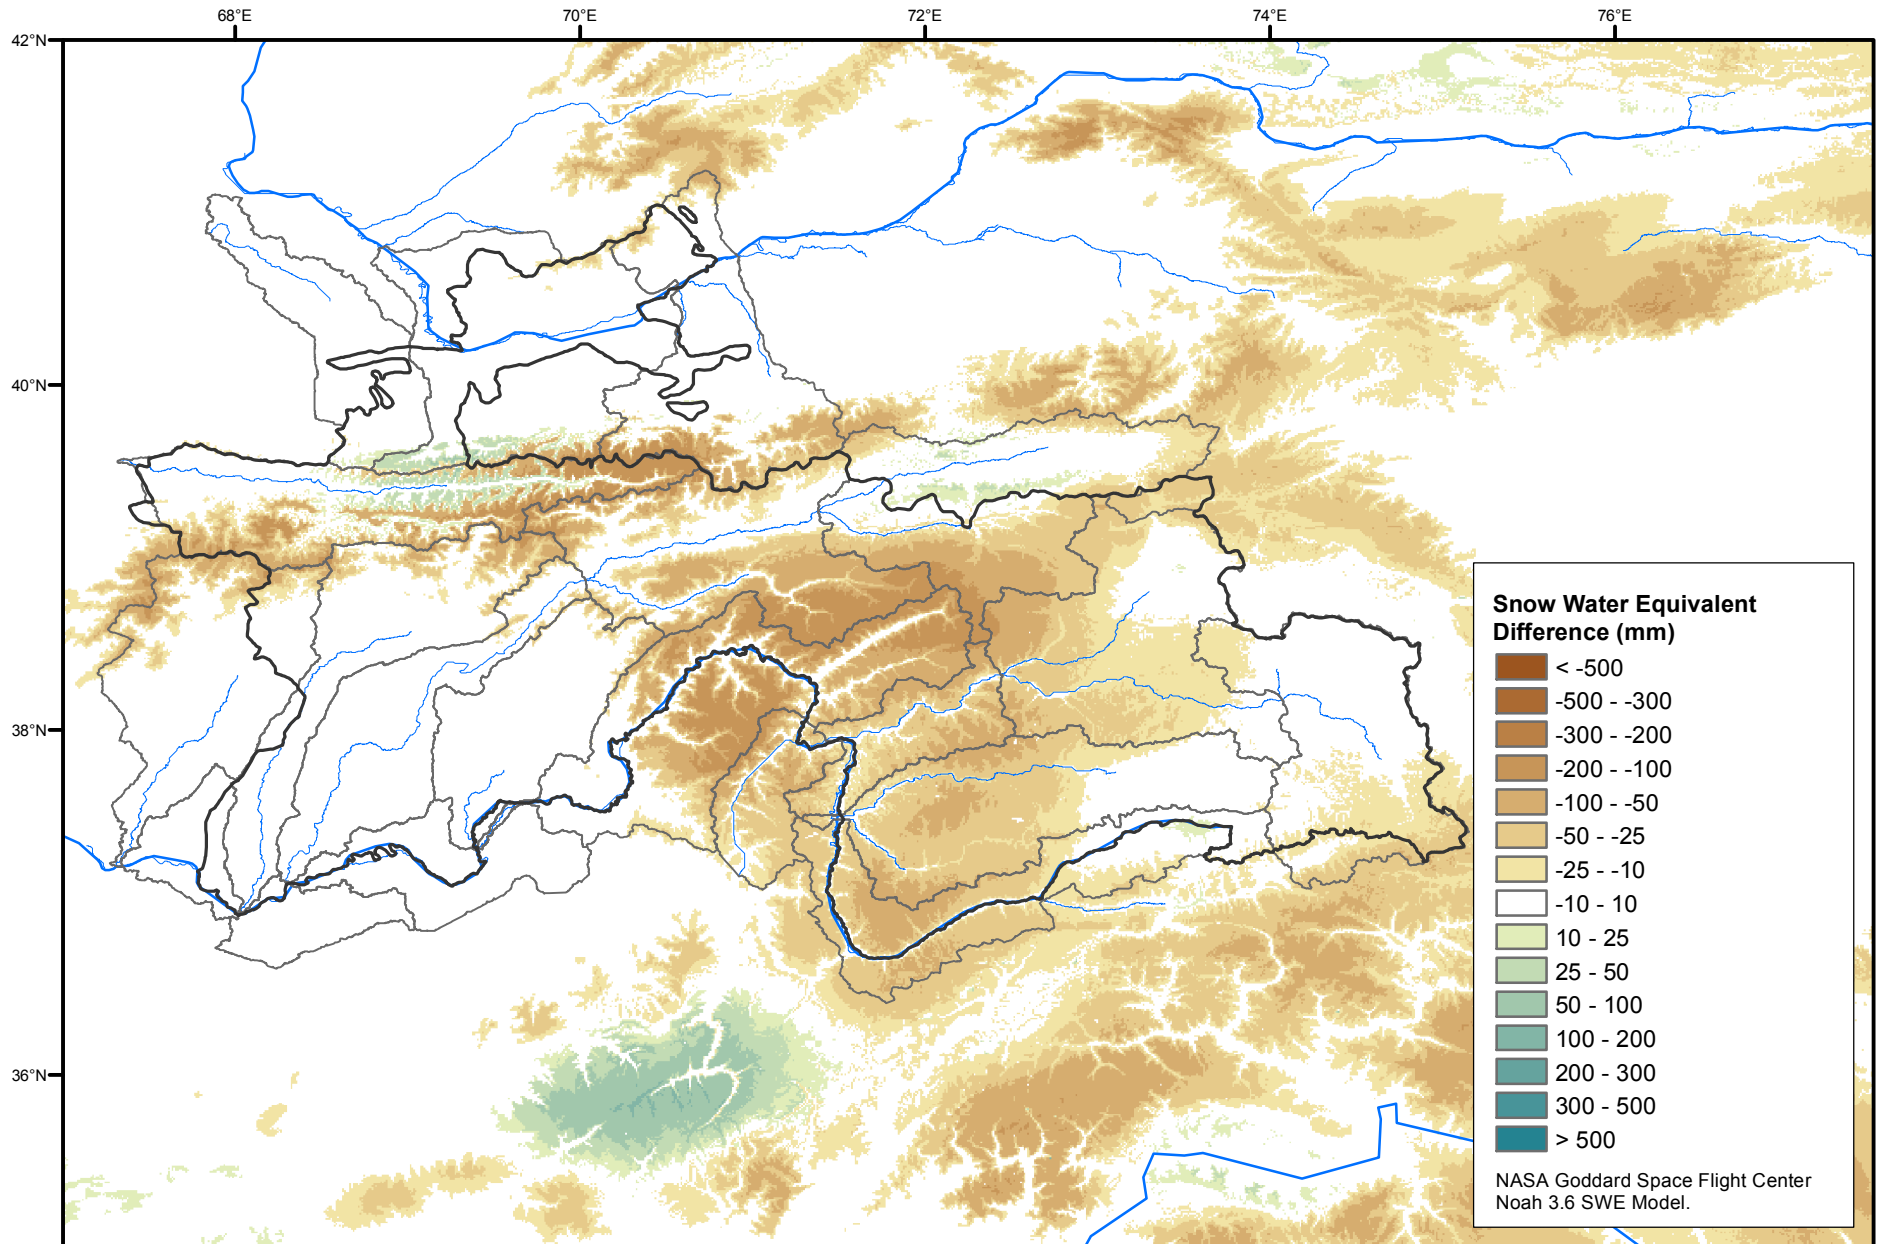 68°E 70°E 72°E 74°E 76°E
42°N
40°N
38°N
36°N
Snow Water Equivalent
Difference (mm)
< -500
-500 - -300
-300 - -200
-200 - -100
-100 - -50
-50 - -25
-25 - -10
-10 - 10
10 - 25
25 - 50
50 - 100
100 - 200
200 - 300
300 - 500
> 500
NASA Goddard Space Flight Center
Noah 3.6 SWE Model.